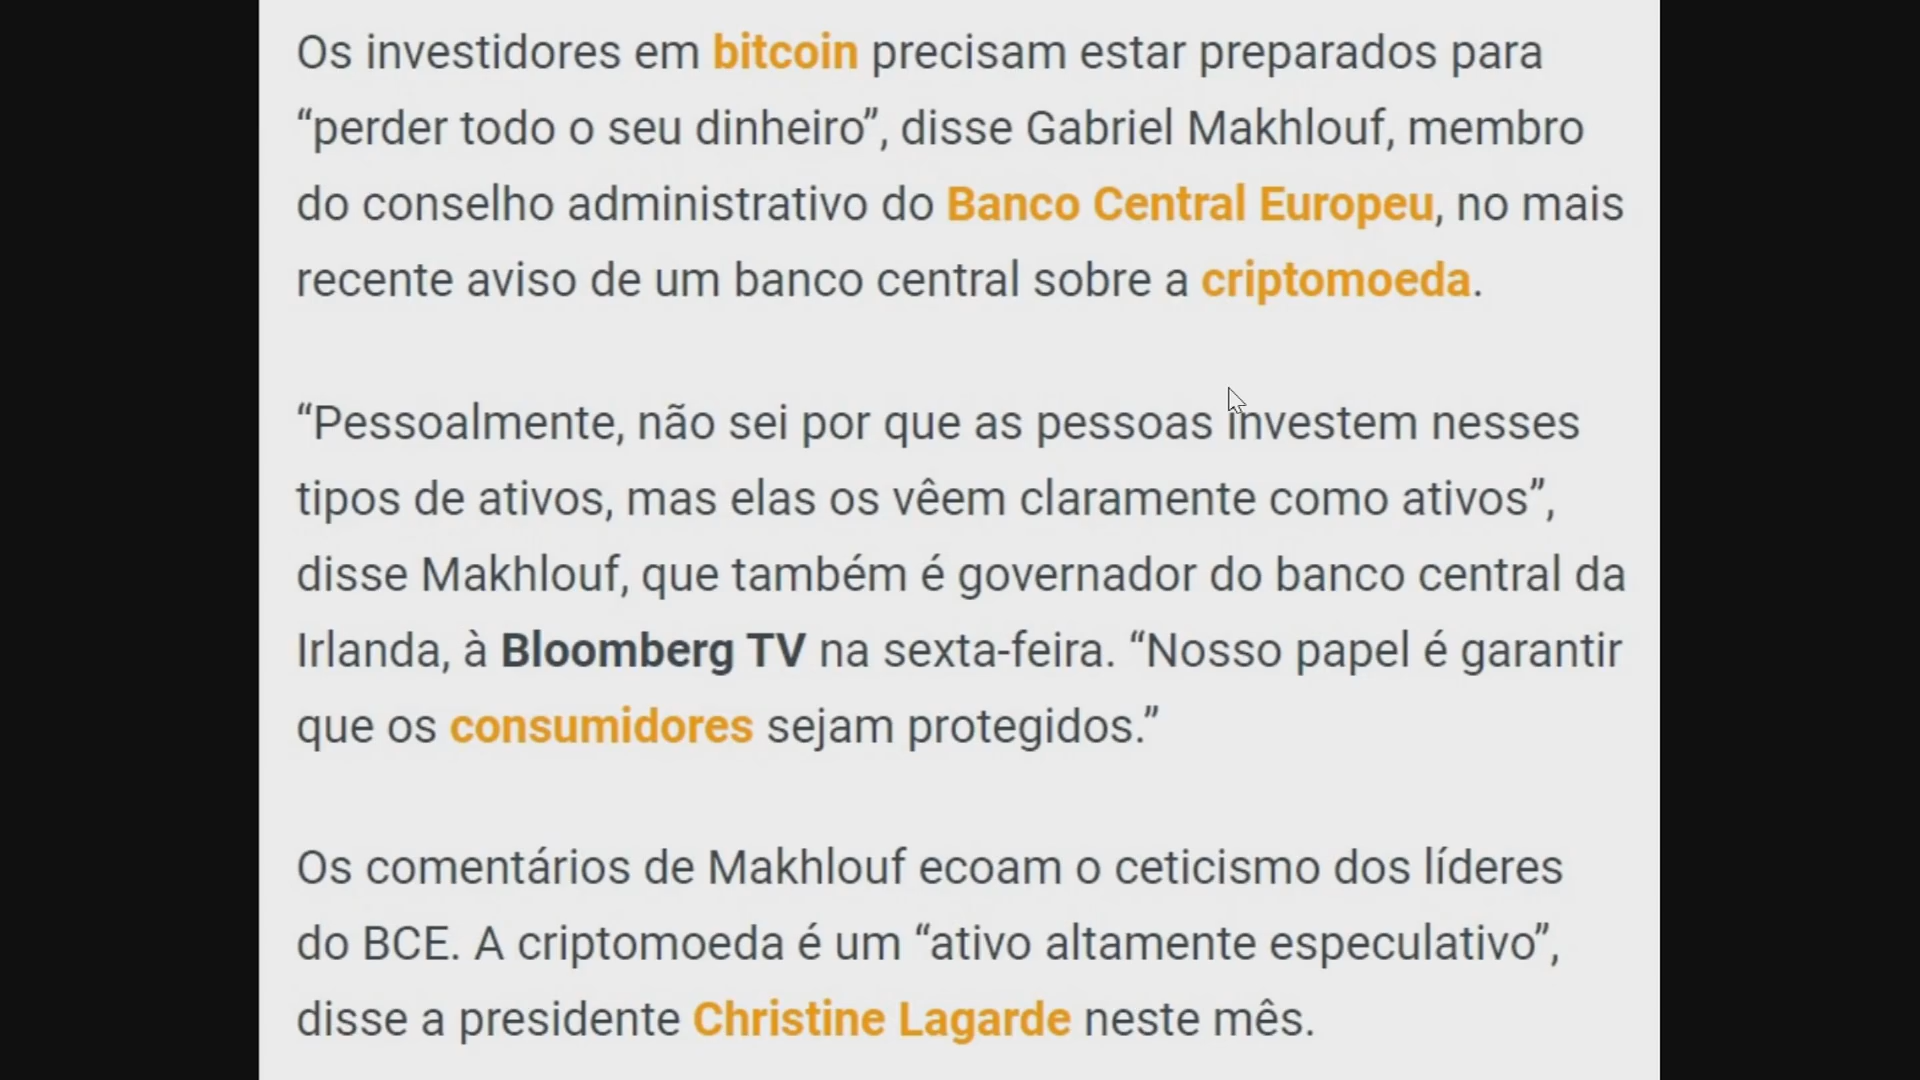 Os investidores em bitcoin precisam estar preparados para
“perder todo o seu dinheiro”, disse Gabriel Makhlouf, membro
do conselho administrativo do Banco Central Europeu, no mais
recente aviso de um banco central sobre a criptomoeda.
“Pessoalmente, não sei por que as pessoas investem nesses
tipos de ativos, mas elas os vêem claramente como ativos”,
disse Makhlouf, que também é governador do banco central da
Irlanda, à Bloomberg TV na sexta-feira. “Nosso papel é garantir
que os consumidores sejam protegidos.”
Os comentários de Makhlouf ecoam o ceticismo dos líderes
do BCE. A criptomoeda é um “ativo altamente especulativo”,
disse a presidente Christine Lagarde neste mês.